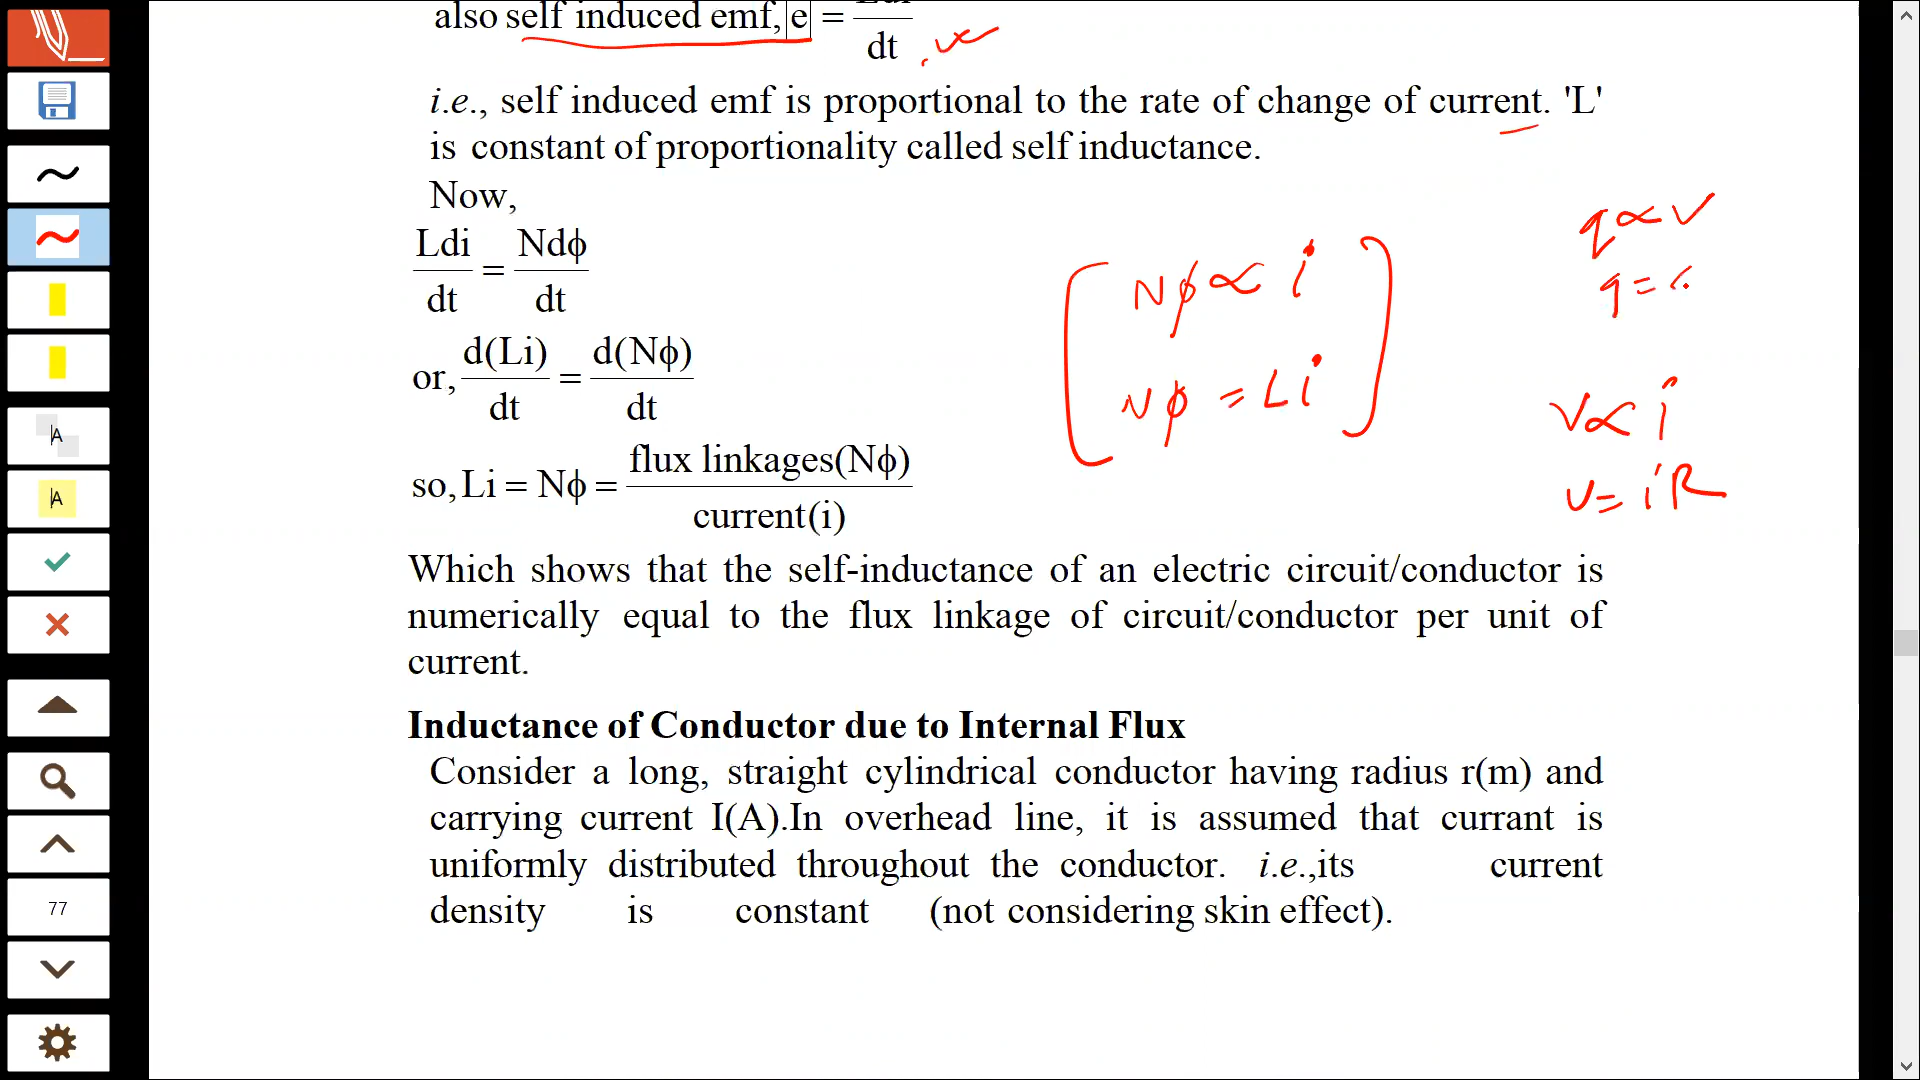 also self induced emf, |e| = Ldi/dt
i.e., self induced emf is proportional to the rate of change of current. 'L'
is constant of proportionality called self inductance.
Now,
Ldi/dt = Ndϕ/dt
or, d(Li)/dt = d(Nϕ)/dt
so, Li = Nϕ = flux linkages(Nϕ)/current(i)
Which shows that the self-inductance of an electric circuit/conductor is
numerically equal to the flux linkage of circuit/conductor per unit of
current.
Inductance of Conductor due to Internal Flux
Consider a long, straight cylindrical conductor having radius r(m) and
carrying current I(A).In overhead line, it is assumed that currant is
uniformly distributed throughout the conductor. i.e.,its current
density is constant (not considering skin effect).
Nϕ ∝ i
Nϕ = Li
q ∝ V
q =
V ∝ i
V = iR
A
A
77